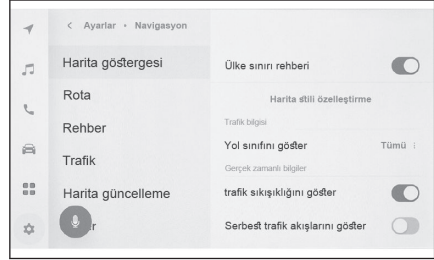 < Ayarlar • Navigasyon
Harita göstergesi
Rota
Rehber
Trafik
Harita güncelleme
r
Ülke sınırı rehberi
Harita stili özelleştirme
Trafik bilgisi
Yol sınıfını göster Tümü
Gerçek zamanlı bilgiler
trafik sıkışıklığını göster
Serbest trafik akışlarını göster